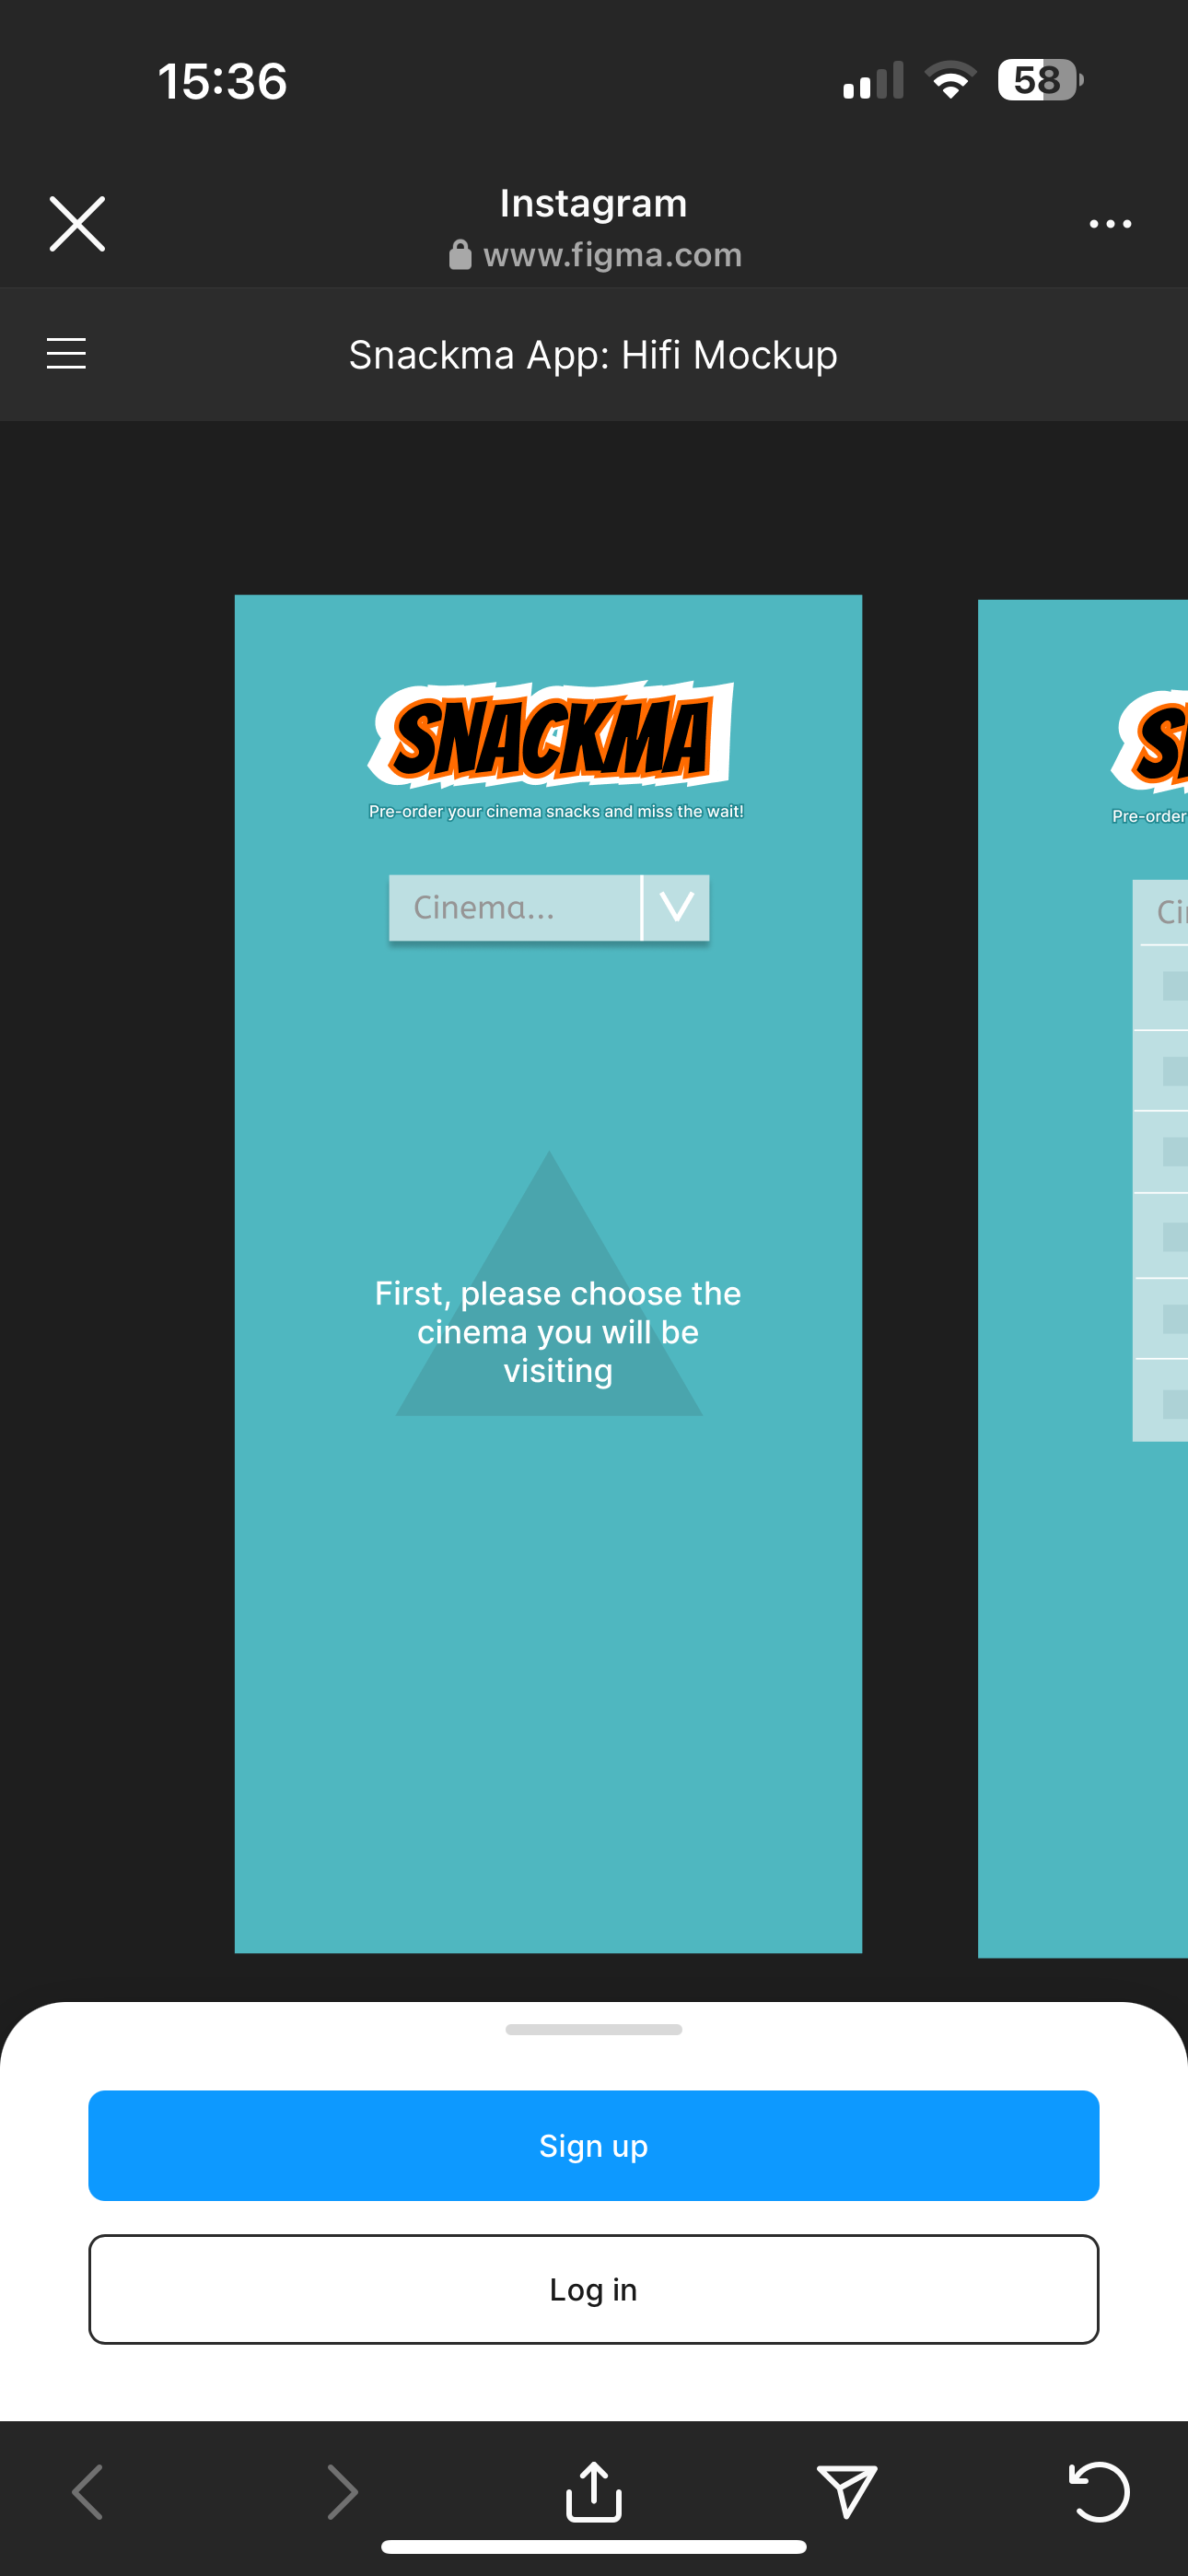 15:36
58
Instagram
www.figma.com
Snackma App: Hifi Mockup
SNACKMA
Pre-order your cinema snacks and miss the wait!
Cinema...
First, please choose the
cinema you will be
visiting
Pre-order
Sign up
Log in